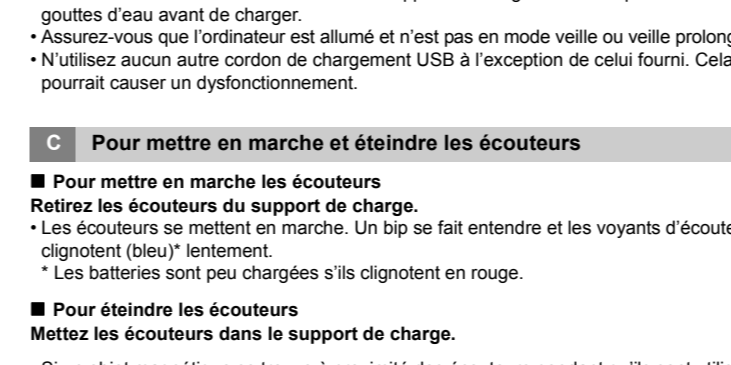 gouttes d'eau avant de charger.
• Assurez-vous que l'ordinateur est allumé et n'est pas en mode veille ou veille
• N'utilisez aucun autre cordon de chargement USB à l'exception de celui fourni. Cela
pourrait causer un dysfonctionnement.
C Pour mettre en marche et éteindre les écouteurs
■ Pour mettre en marche les écouteurs
Retirez les écouteurs du support de charge.
• Les écouteurs se mettent en marche. Un bip se fait entendre et les voyants
clignotent (bleu)* lentement.
* Les batteries sont peu chargées s'ils clignotent en rouge.
■ Pour éteindre les écouteurs
Mettez les écouteurs dans le support de charge.